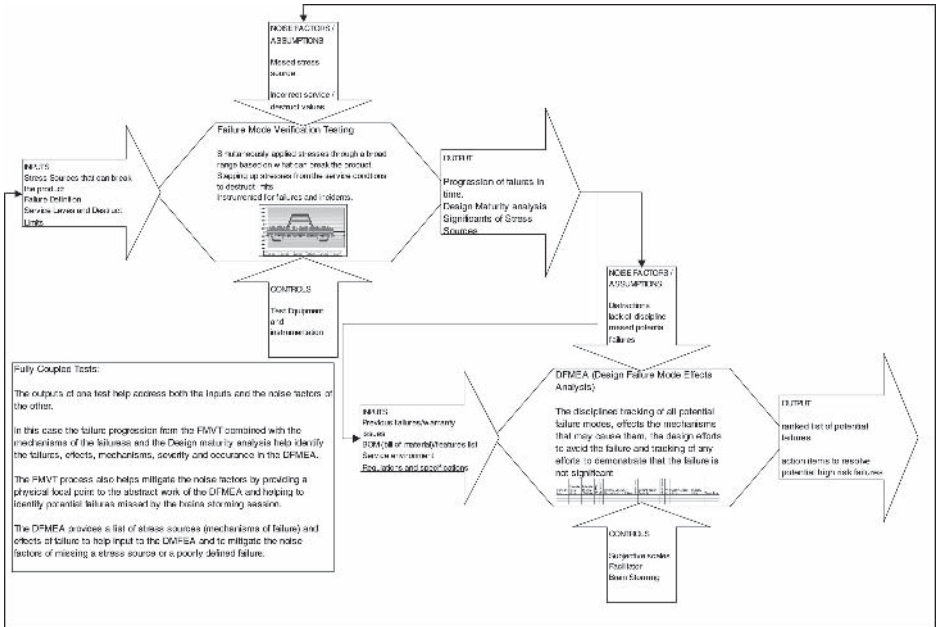 NOISE FACTORS /
ASSUMPTIONS
Missed stress
source
Incorrect service /
destruct values
Failure Mode Verification Testing
Simultaneously applied stresses through a broad
range based on what can break the product.
Stepping up stresses from the service conditions
to destruct limits
Instrumented for failures and incidents.
INPUTS
Stress Sources that can break
the product
Failure Definition
Service Levels and Destruct
Limits
OUTPUT
Progression of failures in
time.
Design Maturity analysis
Significants of Stress
Sources
CONTROLS
Test Equipment
and
instrumentation
NOISE FACTORS /
ASSUMPTIONS
Distractions
lack of discipline
missed potential
failures
Fully Coupled Tests:
The outputs of one test help address both the inputs and the noise factors of
the other.
In this case the failure progression from the FMVT combined with the
mechanisms of the failuress and the Design maturity analysis help identify
the failures, effects, mechanisms, severity and occurance in the DFMEA.
The FMVT process also helps mitigate the noise factors by providing a
physical focal point to the abstract work of the DFMEA and helping to
identify potential failures missed by the brains storming session.
The DFMEA provides a list of stress sources (mechanisms of failure) and
effects of failure to help input to the DMFEA and to mitigate the noise
factors of missing a stress source or a poorly defined failure.
INPUTS
Previous failures/warranty
issues
BOM (bill of material)/features list
Service environment
Regulations and specifications
DFMEA (Design Failure Mode Effects
Analysis)
The disciplined tracking of all potential
failure modes, effects the mechanisms
that may cause them, the design efforts
to avoid the failure and tracking of any
efforts to demonstrate that the failure is
not significant
OUTPUT
ranked list of potential
failures
action items to resolve
potential high risk failures
CONTROLS
Subjective scales
Facilitator
Brain Storming